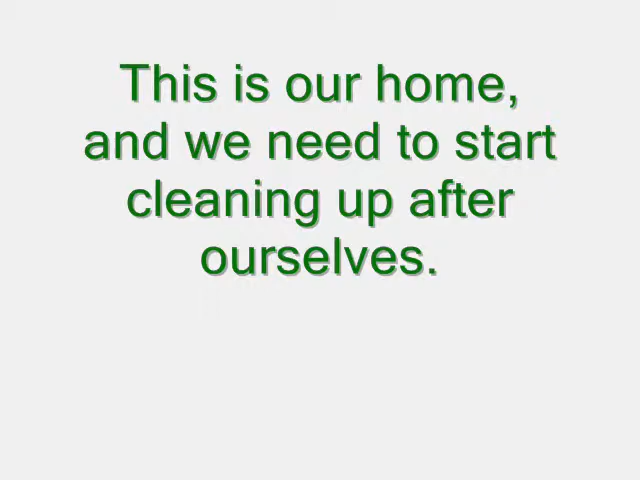 This is our home,
and we need to start
cleaning up after
ourselves.